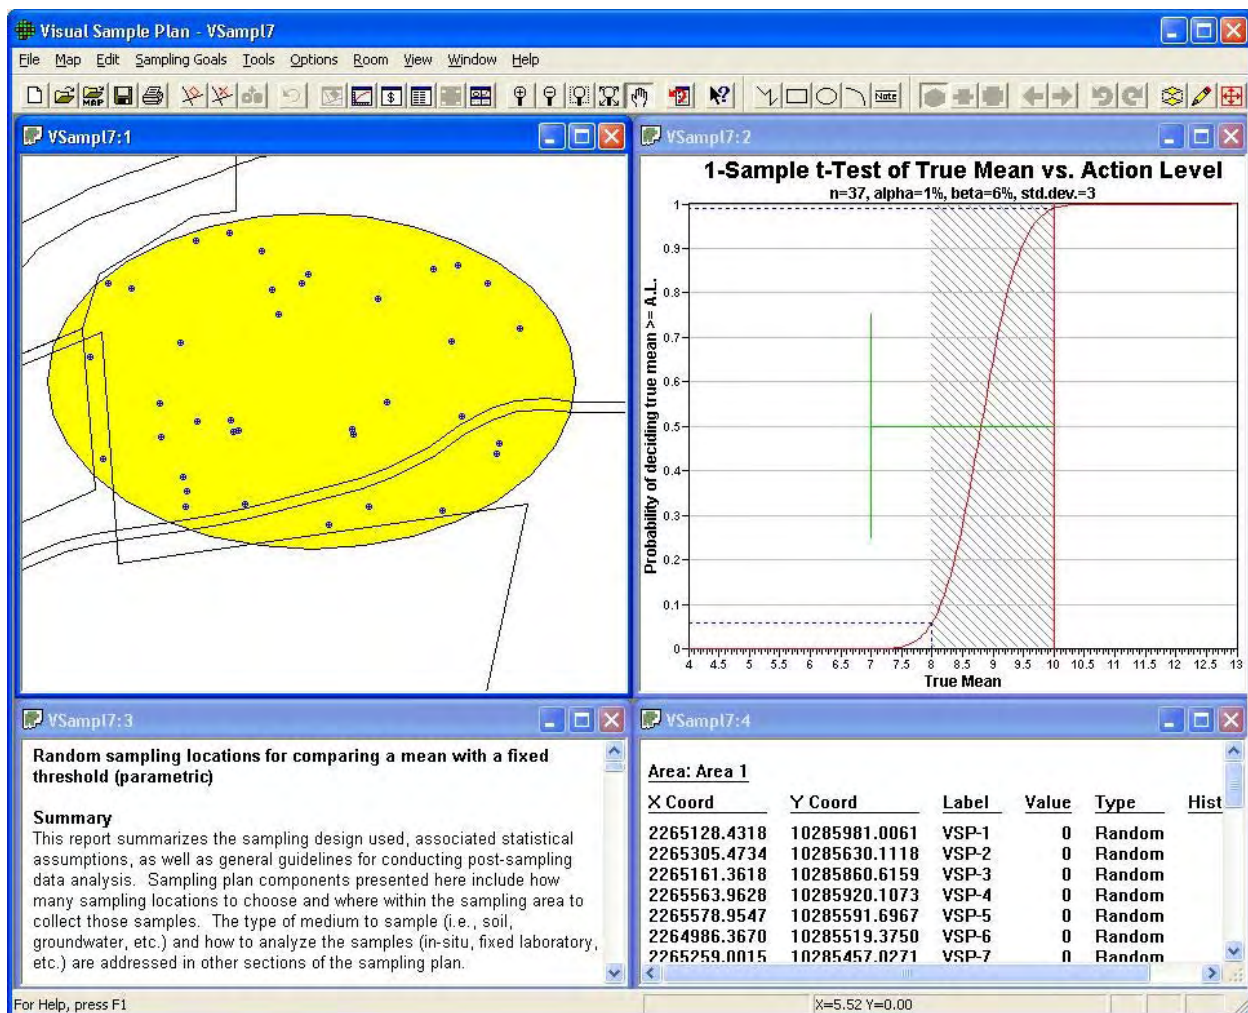 Visual Sample Plan - VSampl7
File Map Edit Sampling Goals Tools Options Room View Window Help
MAP
$
Note
VSampl7:1
VSampl7:2
1-Sample t-Test of True Mean vs. Action Level
n=37, alpha=1%, beta=6%, std.dev.=3
Probability of deciding true mean >= A.L.
1
0.9
0.8
0.7
0.6
0.5
0.4
0.3
0.2
0.1
0
4 4.5 5 5.5 6 6.5 7 7.5 8 8.5 9 9.5 10 10.5 11 11.5 12 12.5 13
True Mean
VSampl7:3
Random sampling locations for comparing a mean with a fixed
threshold (parametric)
Summary
This report summarizes the sampling design used, associated statistical
assumptions, as well as general guidelines for conducting post-sampling
data analysis. Sampling plan components presented here include how
many sampling locations to choose and where within the sampling area to
collect those samples. The type of medium to sample (i.e., soil,
groundwater, etc.) and how to analyze the samples (in-situ, fixed laboratory,
etc.) are addressed in other sections of the sampling plan.
VSampl7:4
Area: Area 1
X Coord Y Coord Label Value Type Hist
2265128.4318 10285981.0061 VSP-1 0 Random
2265305.4734 10285630.1118 VSP-2 0 Random
2265161.3618 10285860.6159 VSP-3 0 Random
2265563.9628 10285920.1073 VSP-4 0 Random
2265578.9547 10285591.6967 VSP-5 0 Random
2264986.3670 10285519.3750 VSP-6 0 Random
2265259.0015 10285457.0271 VSP-7 0 Random
For Help, press F1
X=5.52 Y=0.00